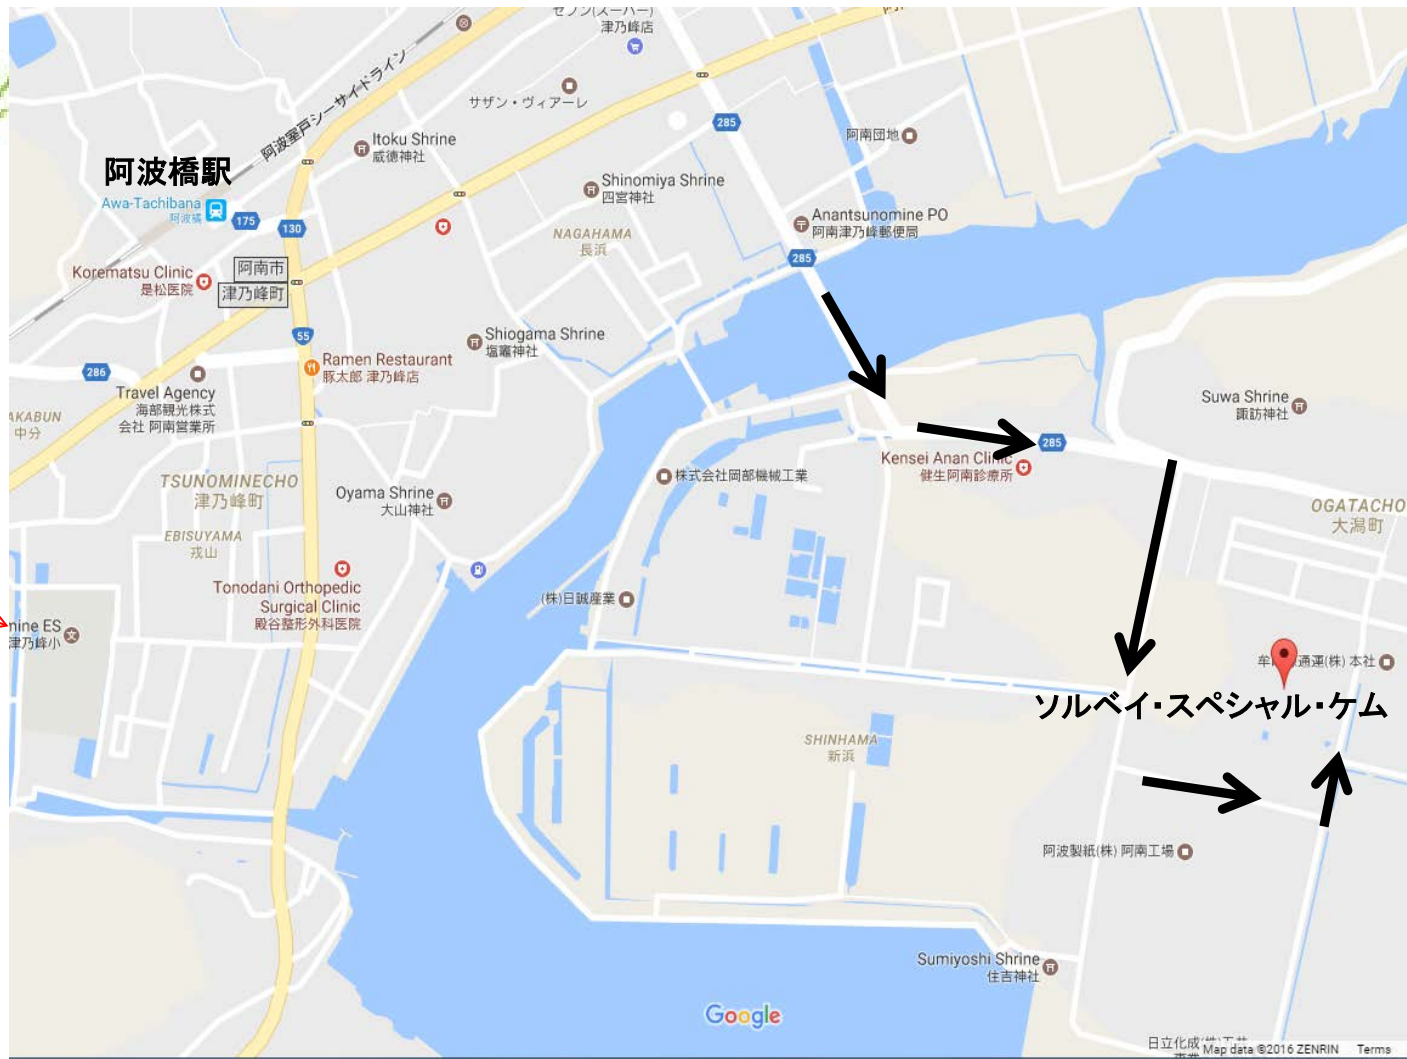 セブン(スーパー)
津乃峰店
阿波室戸シーサイドライン
サザン・ヴィアーレ
285
阿南団地
Itoku Shrine
威徳神社
阿波橋駅
Awa-Tachibana
阿波橘
175
130
Shinomiya Shrine
四宮神社
Anantsunomine PO
阿南津乃峰郵便局
NAGAHAMA
長浜
285
Korematsu Clinic
是松医院
阿南市
津乃峰町
55
Shiogama Shrine
塩竈神社
Ramen Restaurant
豚太郎 津乃峰店
286
Travel Agency
海部観光株式
会社 阿南営業所
AKABUN
中分
Suwa Shrine
諏訪神社
285
Kensei Anan Clinic
健生阿南診療所
株式会社岡部機械工業
TSUNOMINECHO
津乃峰町
Oyama Shrine
大山神社
OGATACHO
大潟町
EBISUYAMA
戎山
Tonodani Orthopedic
Surgical Clinic
殿谷整形外科医院
(株)日誠産業
mine ES
津乃峰小
通運(株) 本社
ソルベイ・スペシャル・ケム
SHINHAMA
新浜
阿波製紙(株) 阿南工場
Sumiyoshi Shrine
住吉神社
Google
日立化成
Map data ©2016 ZENRIN Terms